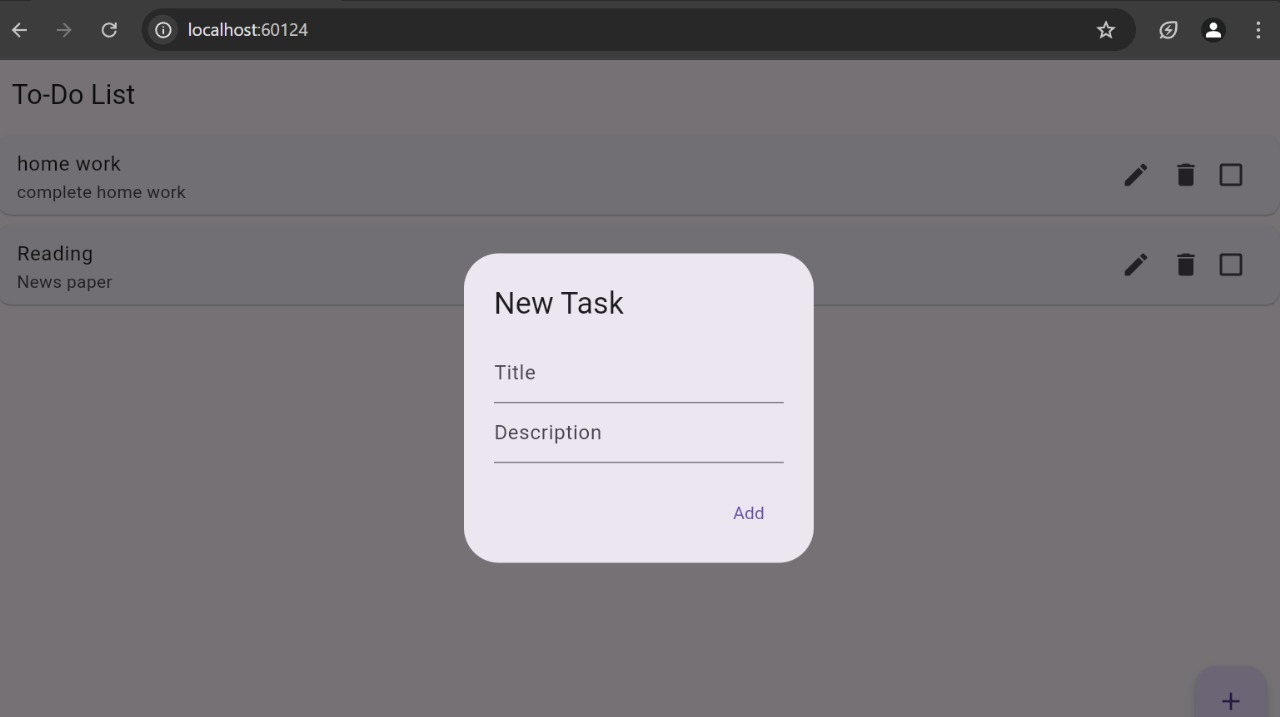 localhost:60124
To-Do List
home work
complete home work
Reading
News paper
New Task
Title
Description
Add